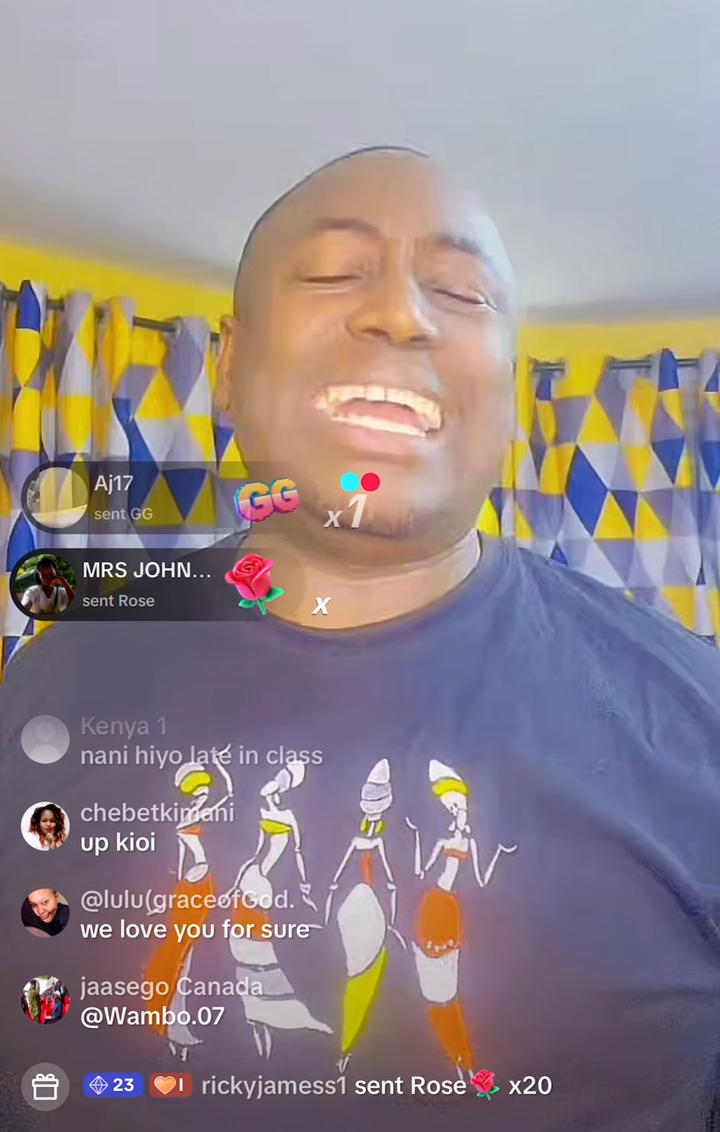 Aj17
sent GG
GG
x1
MRS JOHN...
sent Rose
x
Kenya 1
nani hiyo late in class
chebetkimani
up kioi
@lulu(graceofGod.
we love you for sure
jaasego Canada
@Wambo.07
23 I rickyjamess1 sent Rose x20